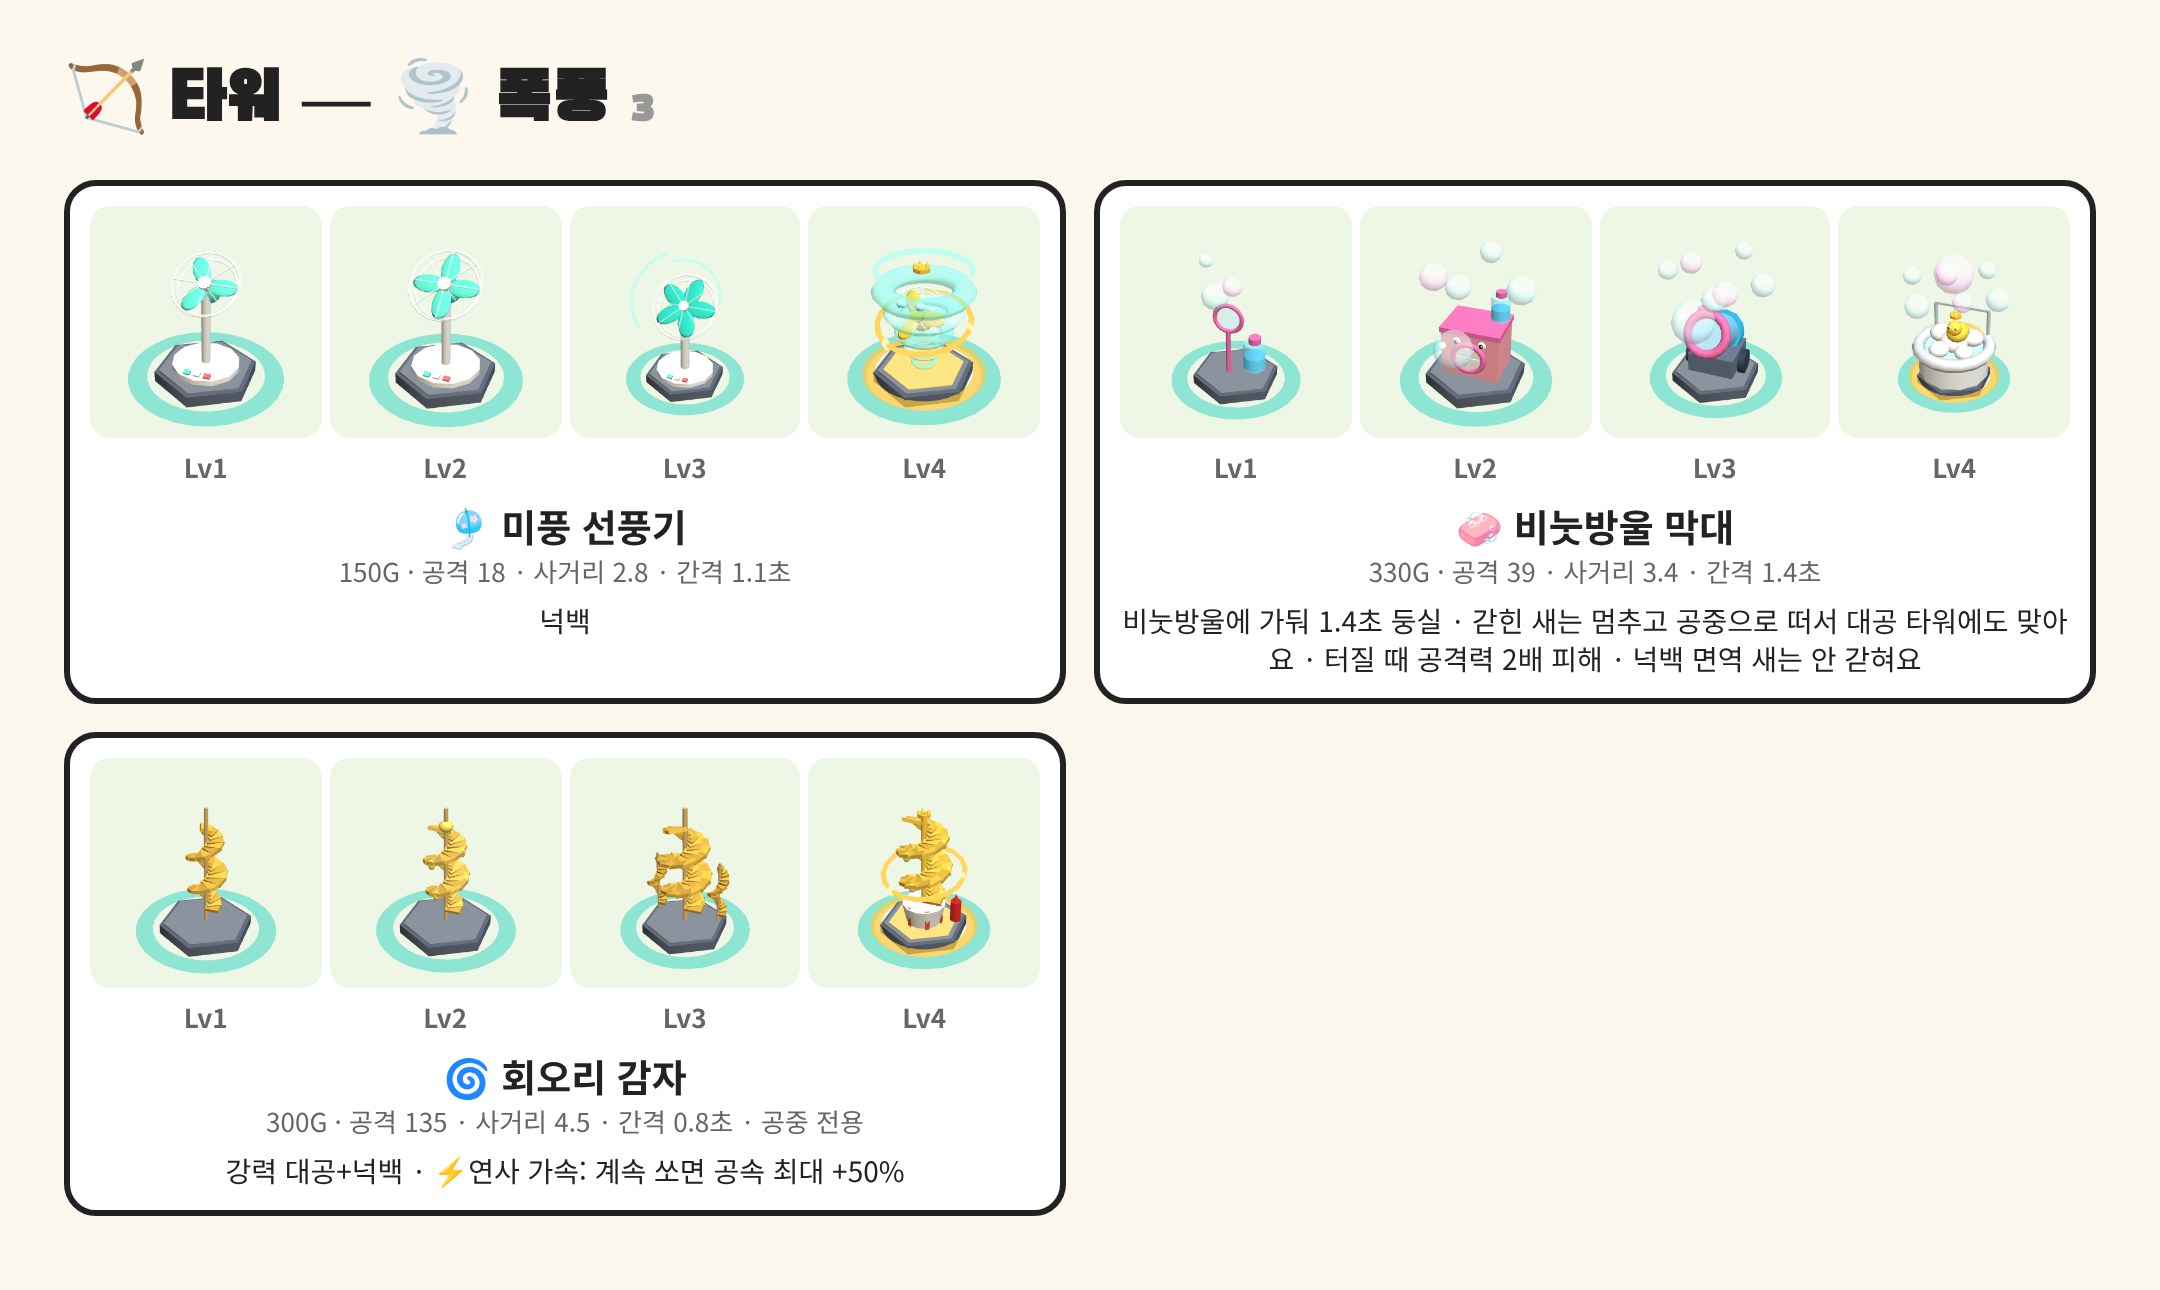 타워 — 폭풍 3
Lv1 Lv2 Lv3 Lv4
미풍 선풍기
150G · 공격 18 · 사거리 2.8 · 간격 1.1초
넉백
Lv1 Lv2 Lv3 Lv4
비눗방울 막대
330G · 공격 39 · 사거리 3.4 · 간격 1.4초
비눗방울에 가둬 1.4초 둥실 · 갇힌 새는 멈추고 공중으로 떠서 대공 타워에도 맞아
요 · 터질 때 공격력 2배 피해 · 넉백 면역 새는 안 갇혀요
Lv1 Lv2 Lv3 Lv4
회오리 감자
300G · 공격 135 · 사거리 4.5 · 간격 0.8초 · 공중 전용
강력 대공+넉백 · ⚡연사 가속: 계속 쏘면 공속 최대 +50%